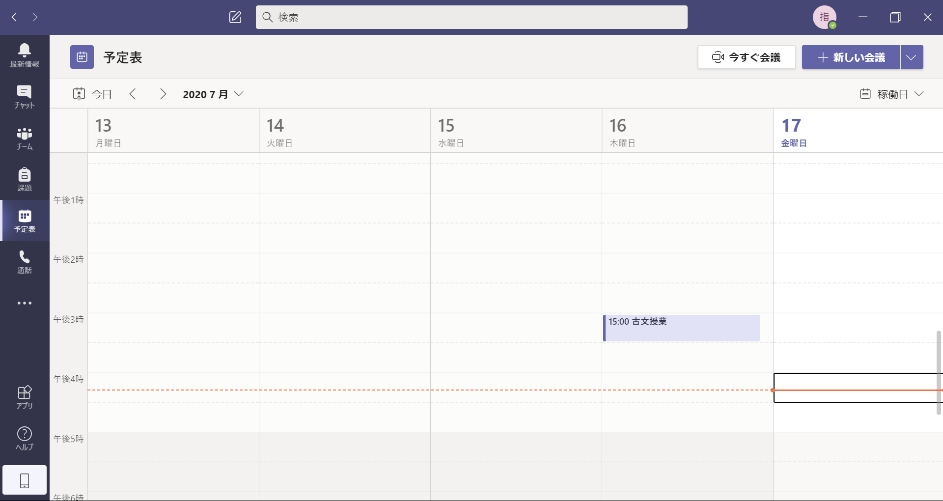 検索
指
最新情報
チャット
チーム
課題
予定表
通話
アプリ
ヘルプ
予定表
今すぐ会議
新しい会議
今日
2020 7 月
稼働日
13
月曜日
14
火曜日
15
水曜日
16
木曜日
17
金曜日
午後1時
午後2時
午後3時
15:00 古文授業
午後4時
午後5時
午後6時